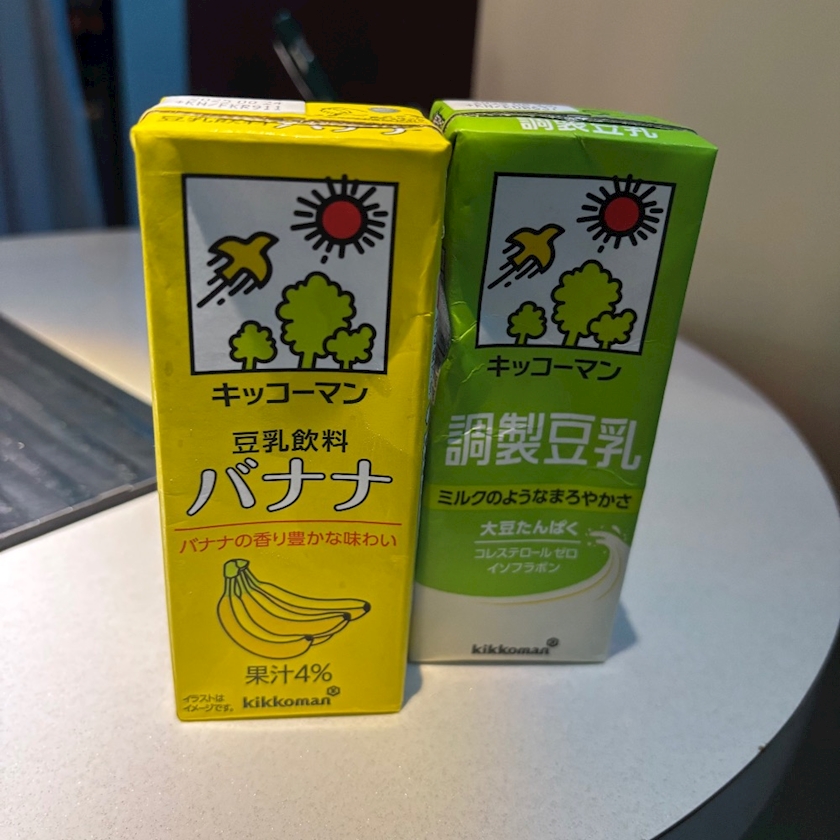 +KH/FKR911
キッコーマン
豆乳飲料
バナナ
バナナの香り豊かな味わい
果汁4%
イラストは
イメージです。
kikkoman
調製豆乳
キッコーマン
調製豆乳
ミルクのようなまろやかさ
大豆たんぱく
コレステロール ゼロ
イソフラボン
kikkoman